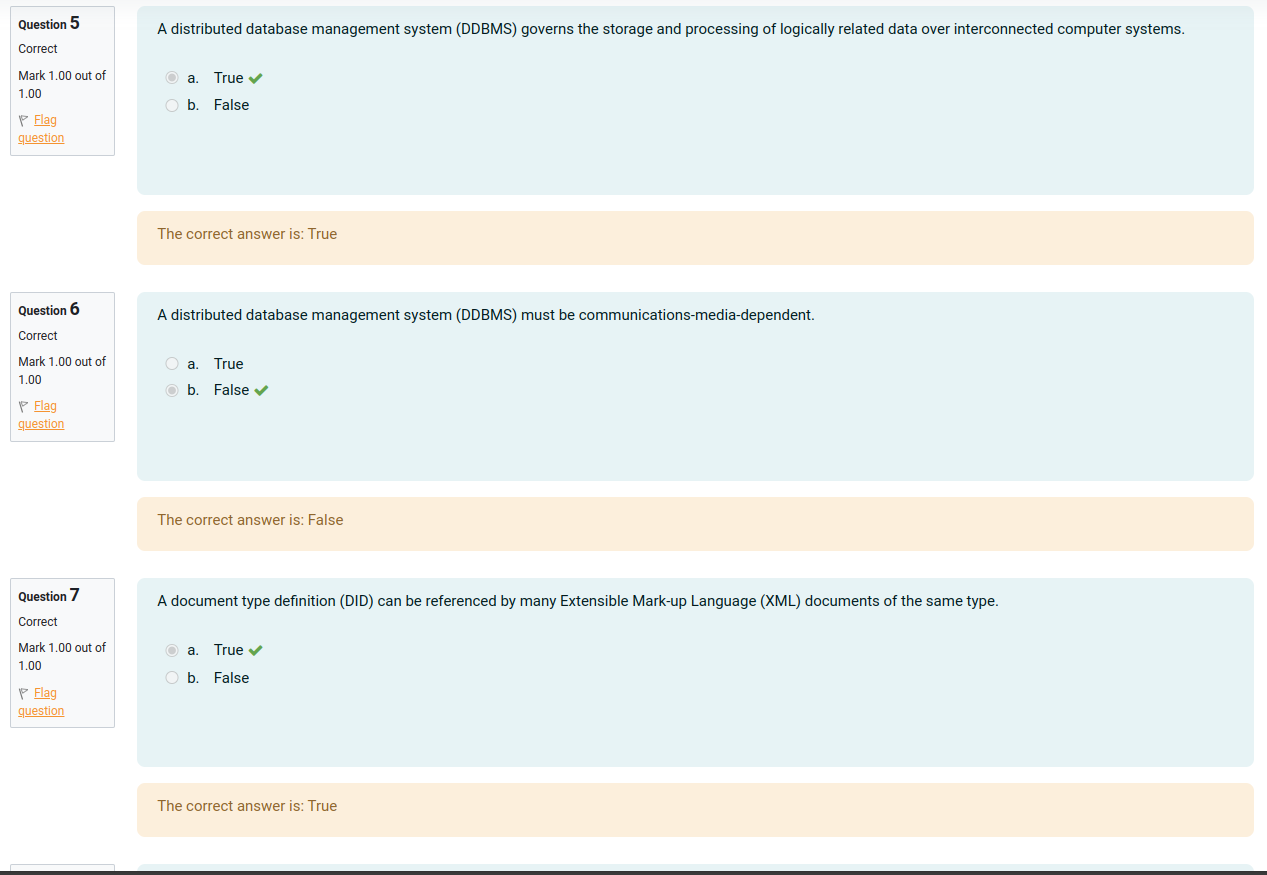 Question 5
Correct
Mark 1.00 out of
1.00
Flag
question
A distributed database management system (DDBMS) governs the storage and processing of logically related data over interconnected computer systems.
a. True
b. False
The correct answer is: True
Question 6
Correct
Mark 1.00 out of
1.00
Flag
question
A distributed database management system (DDBMS) must be communications-media-dependent.
a. True
b. False
The correct answer is: False
Question 7
Correct
Mark 1.00 out of
1.00
Flag
question
A document type definition (DID) can be referenced by many Extensible Mark-up Language (XML) documents of the same type.
a. True
b. False
The correct answer is: True